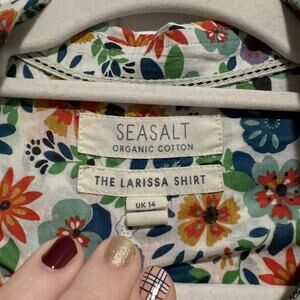 SEASALT
ORGANIC COTTON
THE LARISSA SHIRT
UK 14